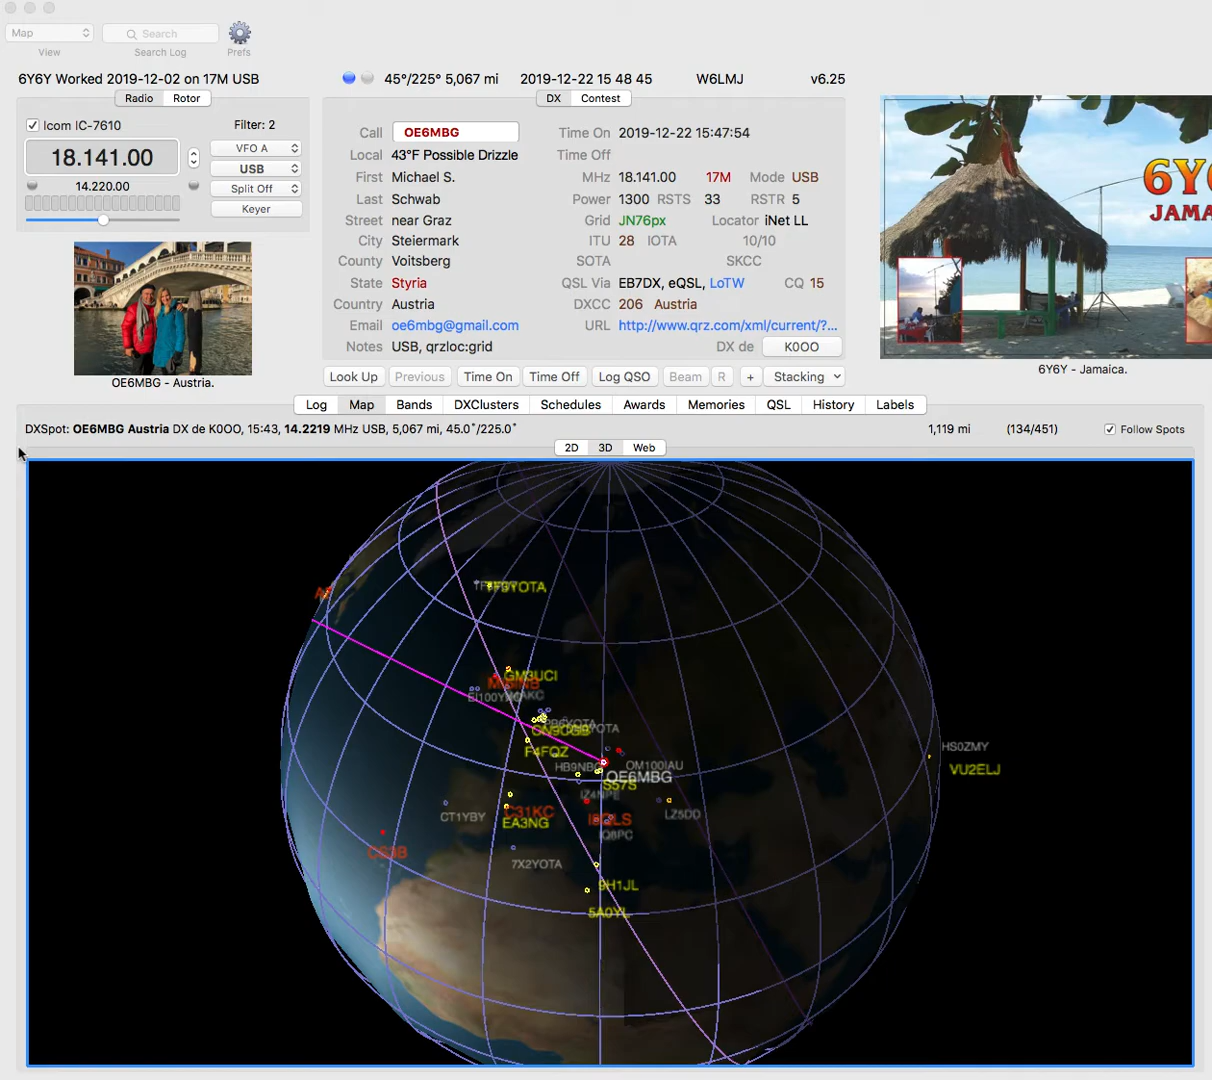 Map
Search
View
Search Log
Prefs
6Y6Y Worked 2019-12-02 on 17M USB
45°/225° 5,067 mi
2019-12-22 15 48 45
W6LMJ
v6.25
Radio
Rotor
DX
Contest
Icom IC-7610
Filter: 2
18.141.00
VFO A
USB
14.220.00
Split Off
Keyer
OE6MBG - Austria.
Call OE6MBG
Time On 2019-12-22 15:47:54
Local 43°F Possible Drizzle
Time Off
First Michael S.
MHz 18.141.00 17M Mode USB
Last Schwab
Power 1300 RSTS 33 RSTR 5
Street near Graz
Grid JN76px Locator iNet LL
City Steiermark
ITU 28 IOTA 10/10
County Voitsberg
SOTA SKCC
State Styria
QSL Via EB7DX, eQSL, LoTW CQ 15
Country Austria
DXCC 206 Austria
Email oe6mbg@gmail.com
URL http://www.qrz.com/xml/current/?...
Notes USB, qrzloc:grid
DX de K0OO
Look Up
Previous
Time On
Time Off
Log QSO
Beam
R
+
Stacking
JAMA
6Y6Y - Jamaica.
Log
Map
Bands
DXClusters
Schedules
Awards
Memories
QSL
History
Labels
DXSpot: OE6MBG Austria DX de K0OO, 15:43, 14.2219 MHz USB, 5,067 mi, 45.0°/225.0°
1,119 mi
(134/451)
Follow Spots
2D
3D
Web
GM3UCI
F4FQZ
HB9NBG
OM100IAU
OE6MBG
S57S
HS0ZMY
VU2ELJ
CT1YBY
C31KC
EA3NG
LZ5DD
IQ8PC
CS3B
7X2YOTA
9H1JL
5A0YL